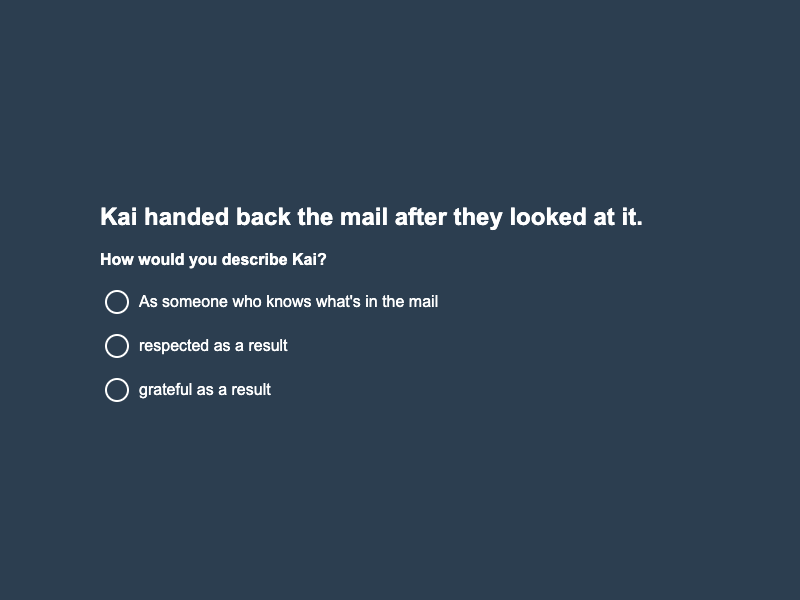 Kai handed back the mail after they looked at it.
How would you describe Kai?
As someone who knows what's in the mail
respected as a result
grateful as a result